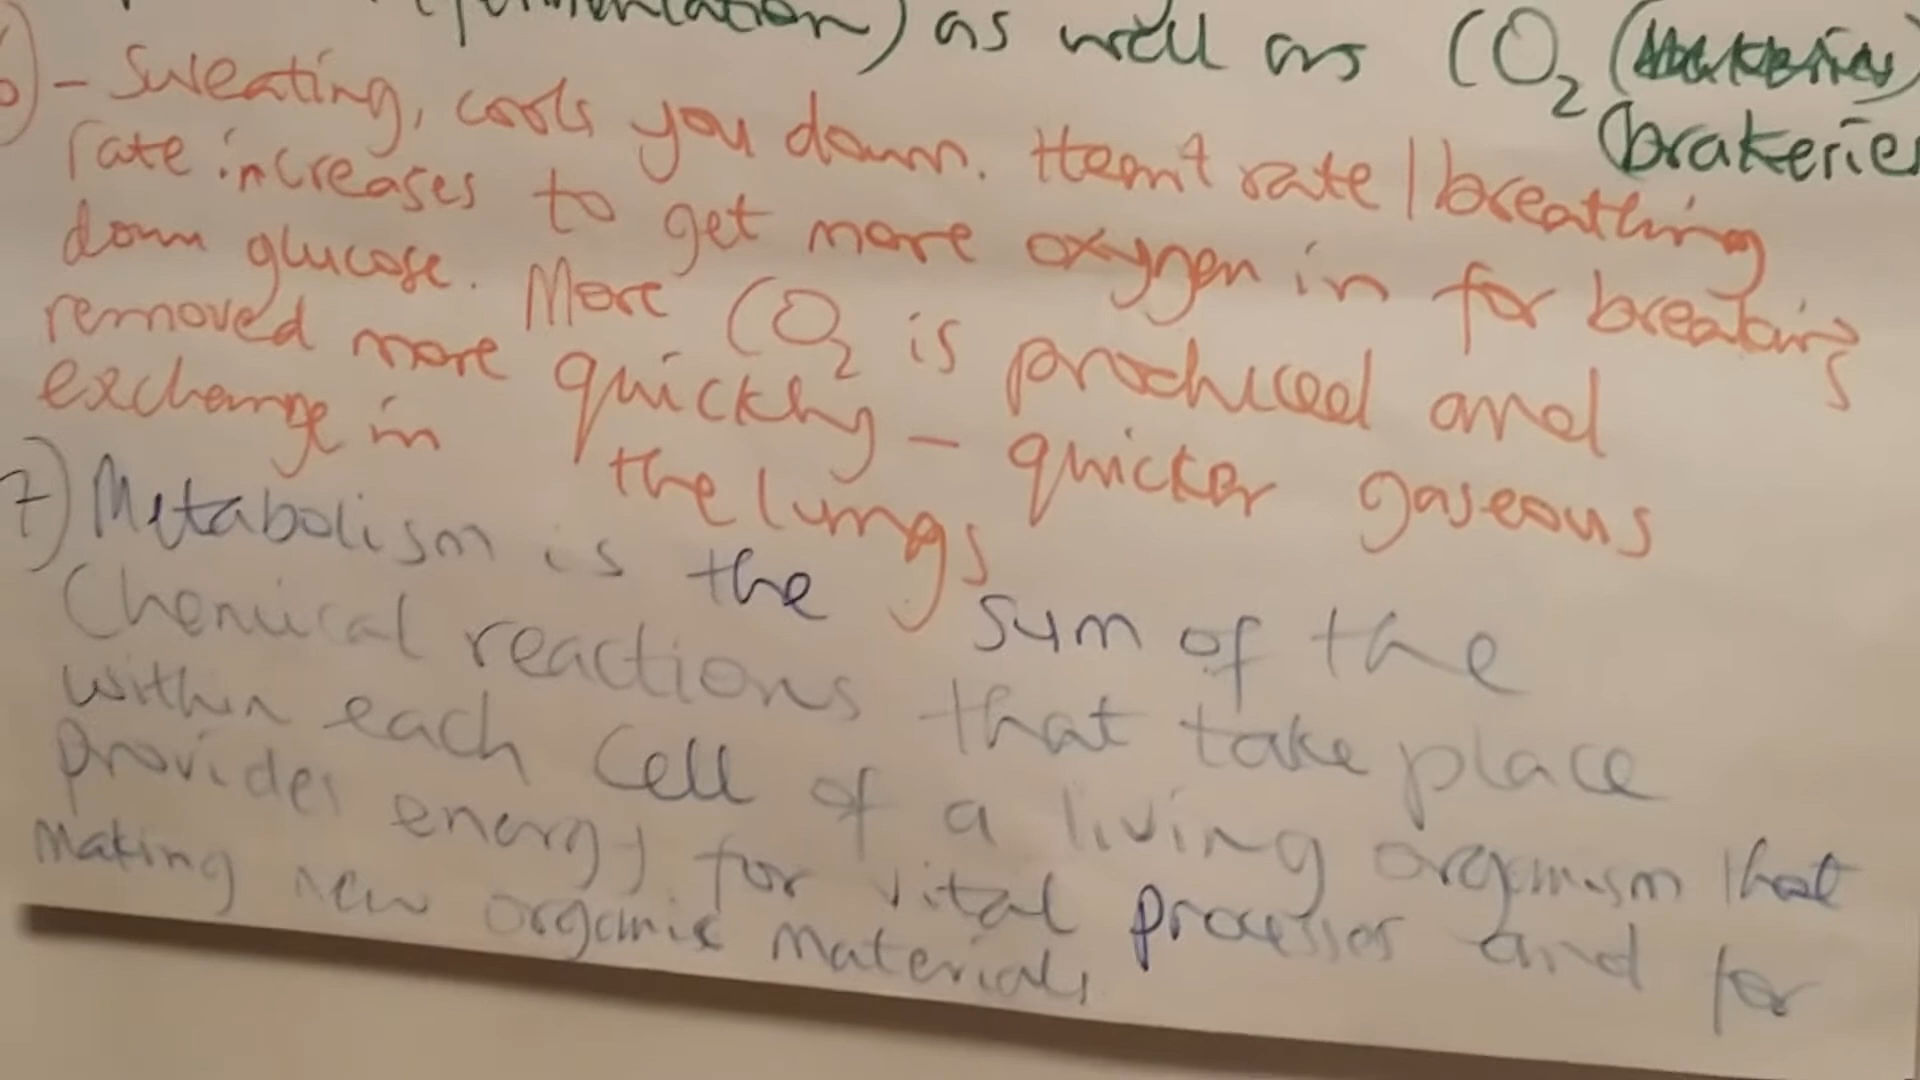 (fermentation) as well as CO₂
(brakeries
6) - Sweating, cools you down. Heart rate | breathing
rate increases to get more oxygen in for breaking
down glucose. More CO₂ is produced and
removed more quickly - quicker gaseous
exchange in the lungs
7) Metabolism is the sum of the
Chemical reactions that take place
within each cell of a living organism that
provides energy for vital processes and for
making new organic materials